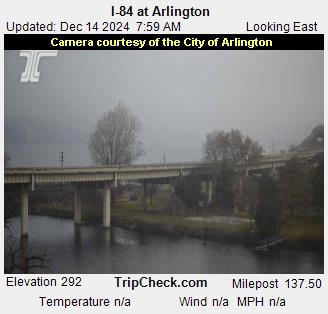 I-84 at Arlington
Updated: Dec 14 2024 7:59 AM Looking East
Camera courtesy of the City of Arlington
Elevation 292 TripCheck.com Milepost 137.50
Temperature n/a Wind n/a MPH n/a